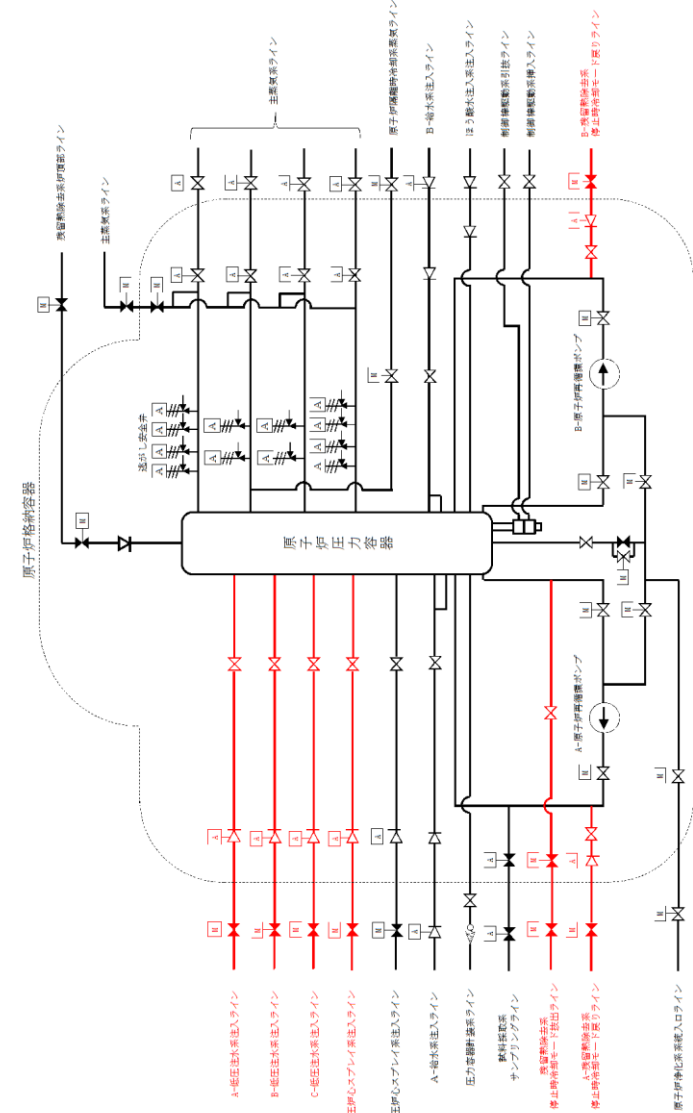 残留熱除去系炉頂部ライン
主蒸気系ライン
主蒸気系ライン
原子炉隔離時冷却系蒸気ライン
B-給水系注入ライン
ほう酸水注入系注入ライン
制御棒駆動系引抜ライン
制御棒駆動系挿入ライン
B-残留熱除去系
停止時冷却モード戻りライン
原子炉格納容器
逃がし安全弁
原子炉圧力容器
B-原子炉再循環ポンプ
A-原子炉再循環ポンプ
A-低圧注水系注入ライン
B-低圧注水系注入ライン
C-低圧注水系注入ライン
圧炉心スプレイ系注入ライン
圧炉心スプレイ系注入ライン
A-給水系注入ライン
圧力容器計装系ライン
試料採取系
サンプリングライン
残留熱除去系
停止時冷却モード抜出ライン
A-残留熱除去系
停止時冷却モード戻りライン
原子炉浄化系系統入口ライン